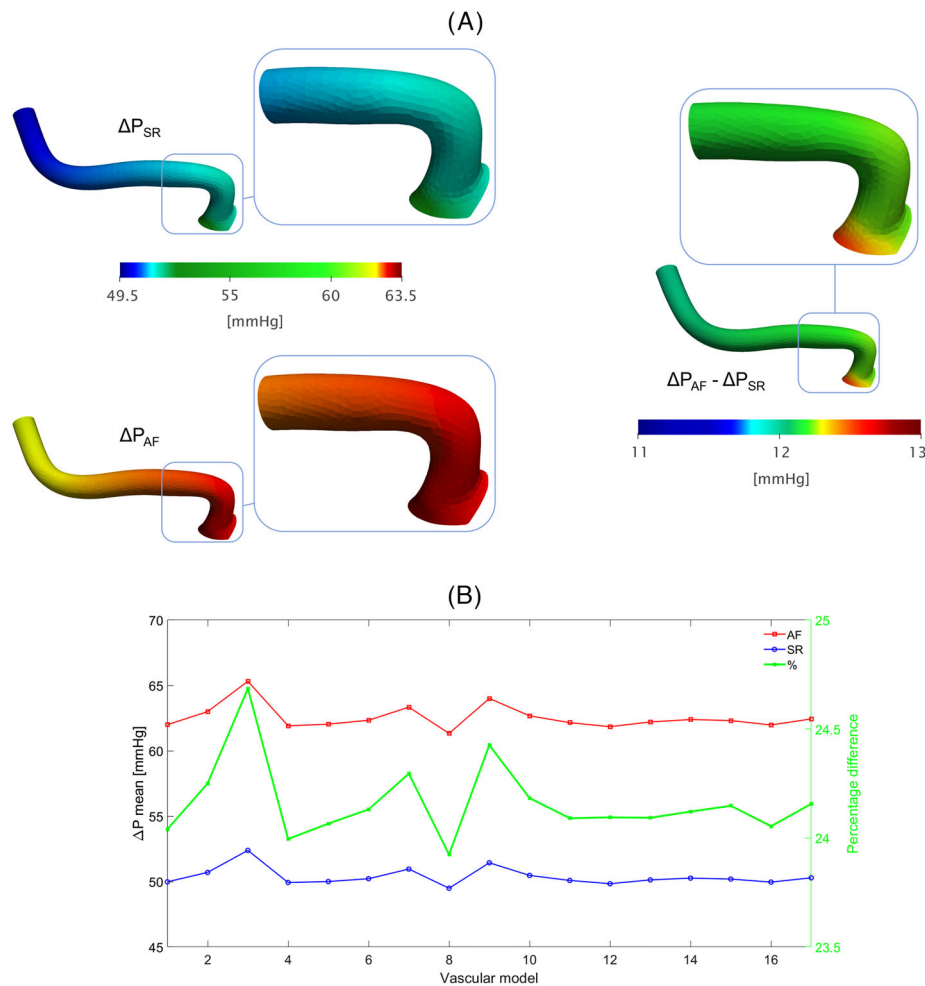 (A)
ΔP_SR
49.5 55 60 63.5
[mmHg]
ΔP_AF
ΔP_AF - ΔP_SR
11 12 13
[mmHg]
(B)
70
65
60
55
50
45
ΔP mean [mmHg]
AF
SR
%
25
24.5
24
23.5
Percentage difference
2 4 6 8 10 12 14 16
Vascular model